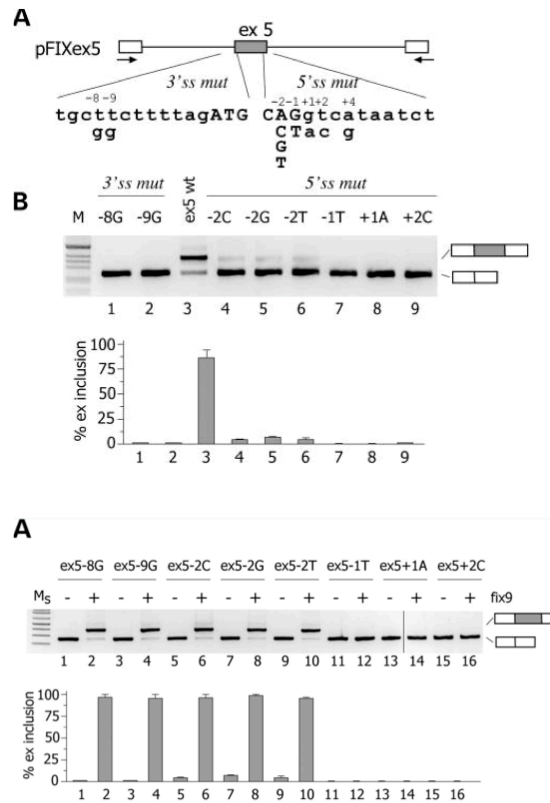 A
ex 5
pFIXex5
3'ss mut 5'ss mut
-8-9 -2-1+1+2 +4
tgcttcttttagATG CAGgtcataatct
gg CTac g
G
T
3'ss mut 5'ss mut
B
M -8G -9G ex5 wt -2C -2G -2T -1T +1A +2C
1 2 3 4 5 6 7 8 9
% ex inclusion
100
75
50
25
0
1 2 3 4 5 6 7 8 9
A
ex5-8G ex5-9G ex5-2C ex5-2G ex5-2T ex5-1T ex5+1A ex5+2C
Ms - + - + - + - + - + - + - + - + fix9
1 2 3 4 5 6 7 8 9 10 11 12 13 14 15 16
% ex inclusion
100
75
50
25
0
1 2 3 4 5 6 7 8 9 10 11 12 13 14 15 16